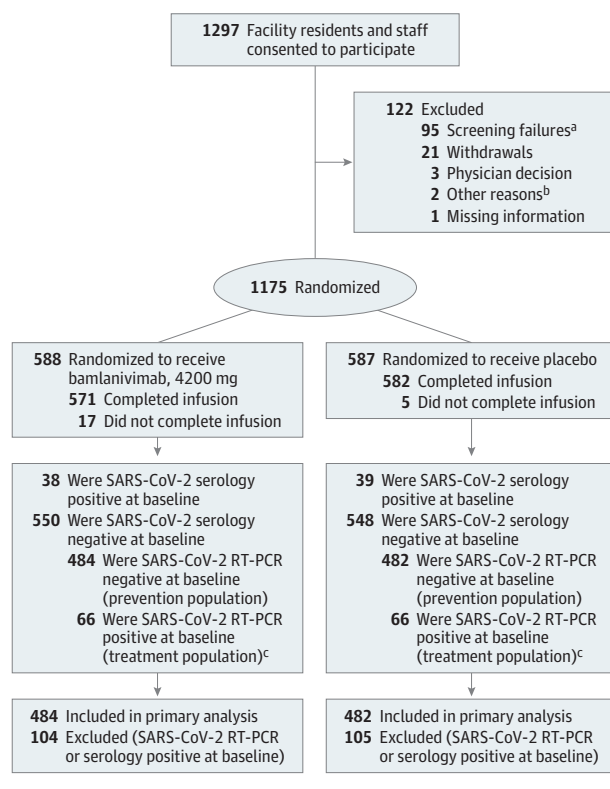 1297 Facility residents and staff
consented to participate
122 Excluded
95 Screening failuresa
21 Withdrawals
3 Physician decision
2 Other reasonsb
1 Missing information
1175 Randomized
588 Randomized to receive
bamlanivimab, 4200 mg
571 Completed infusion
17 Did not complete infusion
587 Randomized to receive placebo
582 Completed infusion
5 Did not complete infusion
38 Were SARS-CoV-2 serology
positive at baseline
550 Were SARS-CoV-2 serology
negative at baseline
484 Were SARS-CoV-2 RT-PCR
negative at baseline
(prevention population)
66 Were SARS-CoV-2 RT-PCR
positive at baseline
(treatment population)c
39 Were SARS-CoV-2 serology
positive at baseline
548 Were SARS-CoV-2 serology
negative at baseline
482 Were SARS-CoV-2 RT-PCR
negative at baseline
(prevention population)
66 Were SARS-CoV-2 RT-PCR
positive at baseline
(treatment population)c
484 Included in primary analysis
104 Excluded (SARS-CoV-2 RT-PCR
or serology positive at baseline)
482 Included in primary analysis
105 Excluded (SARS-CoV-2 RT-PCR
or serology positive at baseline)